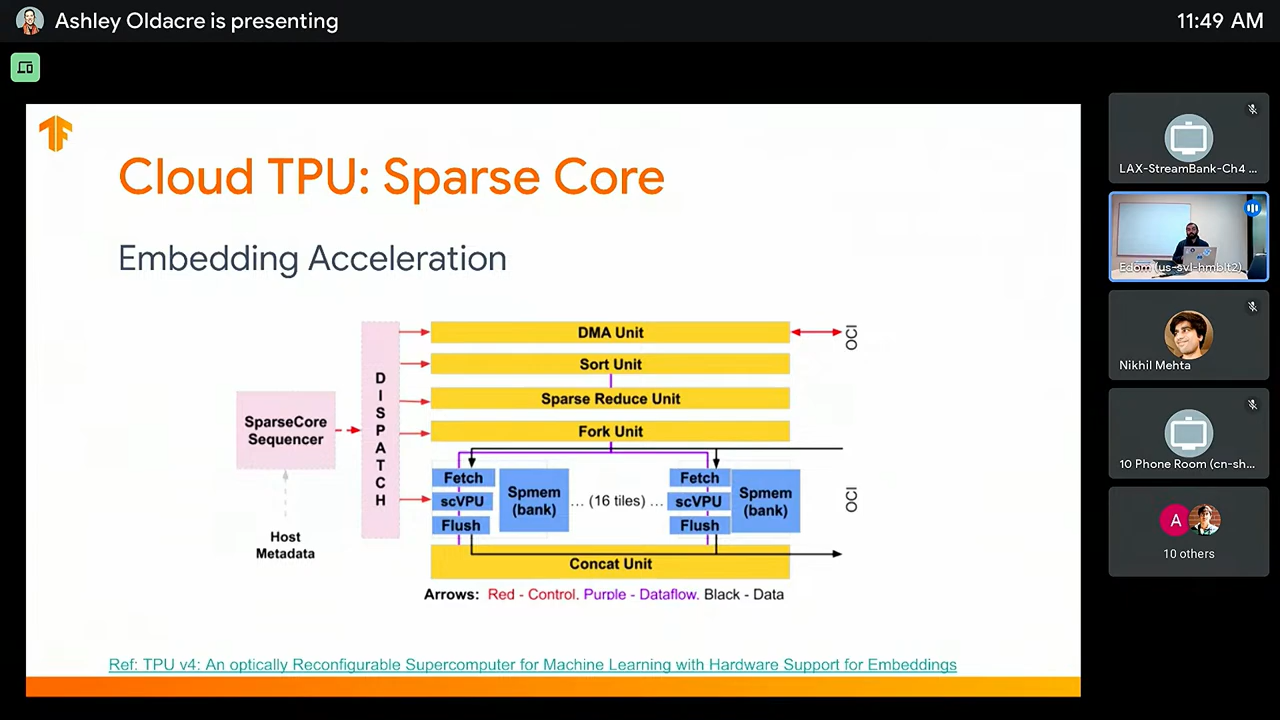 Ashley Oldacre is presenting
11:49 AM
Cloud TPU: Sparse Core
Embedding Acceleration
DMA Unit
OCI
Sort Unit
Sparse Reduce Unit
Fork Unit
DISPATCH
SparseCore
Sequencer
Host
Metadata
Fetch
scVPU
Flush
Spmem
(bank)
... (16 tiles) ...
Fetch
scVPU
Flush
Spmem
(bank)
OCI
Concat Unit
Arrows: Red - Control, Purple - Dataflow, Black - Data
Ref: TPU v4: An optically Reconfigurable Supercomputer for Machine Learning with Hardware Support for Embeddings
LAX-StreamBank-Ch4 ...
Edom (us-svl-hmblt2)
Nikhil Mehta
10 Phone Room (cn-sh...
A
10 others